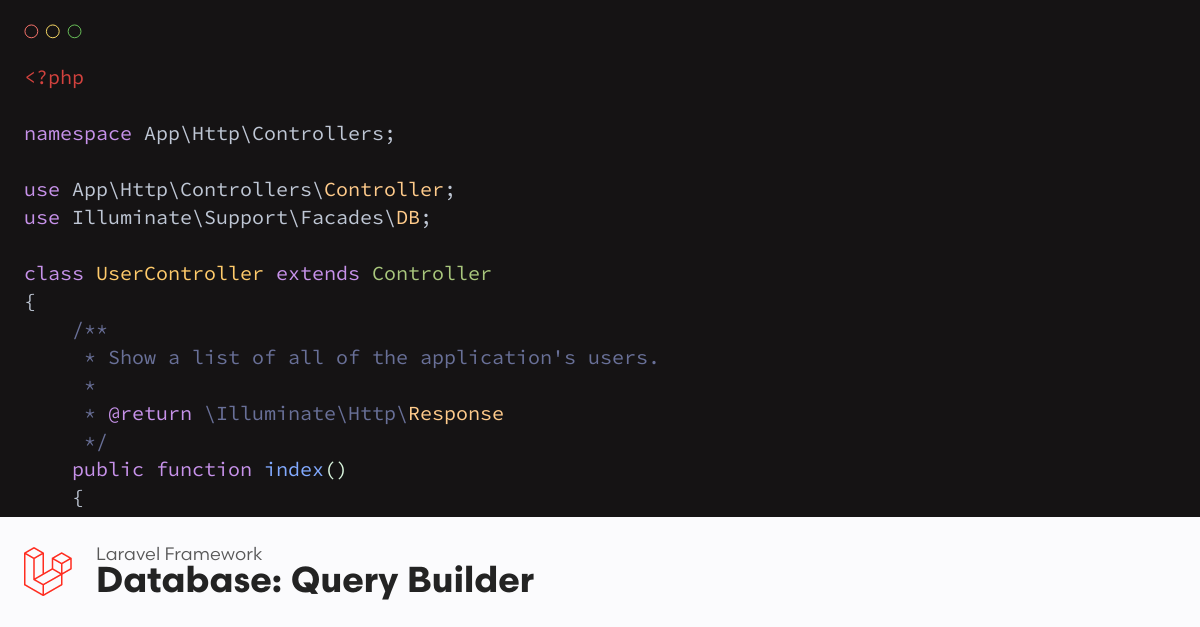 <?php
namespace App\Http\Controllers;
use App\Http\Controllers\Controller;
use Illuminate\Support\Facades\DB;
class UserController extends Controller
{
    /**
     * Show a list of all of the application's users.
     *
     * @return \Illuminate\Http\Response
     */
    public function index()
    {
Laravel Framework
Database: Query Builder